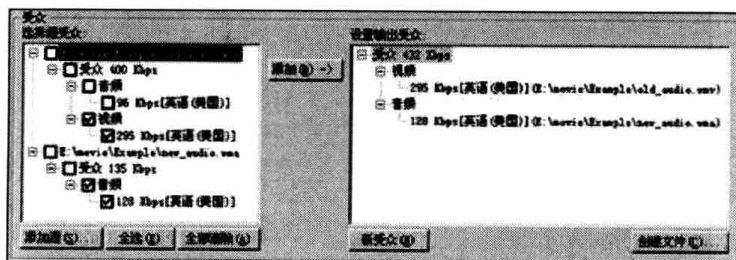 受众
选择源受众:
受众 400 Kbps
音频
96 Kbps[英语(美国)]
视频
295 Kbps[英语(美国)]
E:\movie\Example\new_audio.wma
受众 135 Kbps
音频
128 Kbps[英语(美国)]
添加源(S)...
全选(E)
全部清除(A)
添加(D) ->
设置输出受众:
受众 432 Kbps
视频
295 Kbps[英语(美国)](E:\movie\Example\old_audio.wmv)
音频
128 Kbps[英语(美国)](E:\movie\Example\new_audio.wma)
新受众(N)
创建文件(C)...